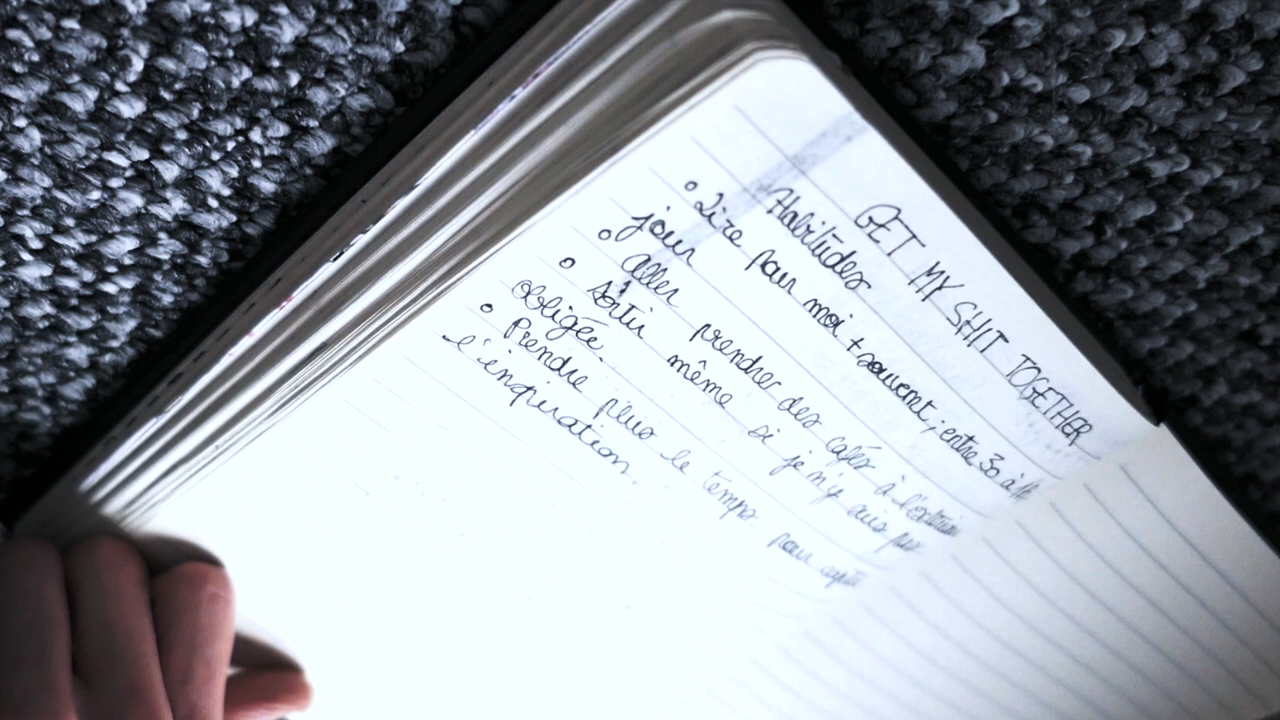 GET MY SHIT TOGETHER
Habitudes
° Lire pour moi + souvent ; entre 30 à 1h
jour
° Aller prendre des cafés à l'extérieur
° Sortir même si je n'y suis pas
obligée.
° Prendre plus le temps pour
l'inspiration.